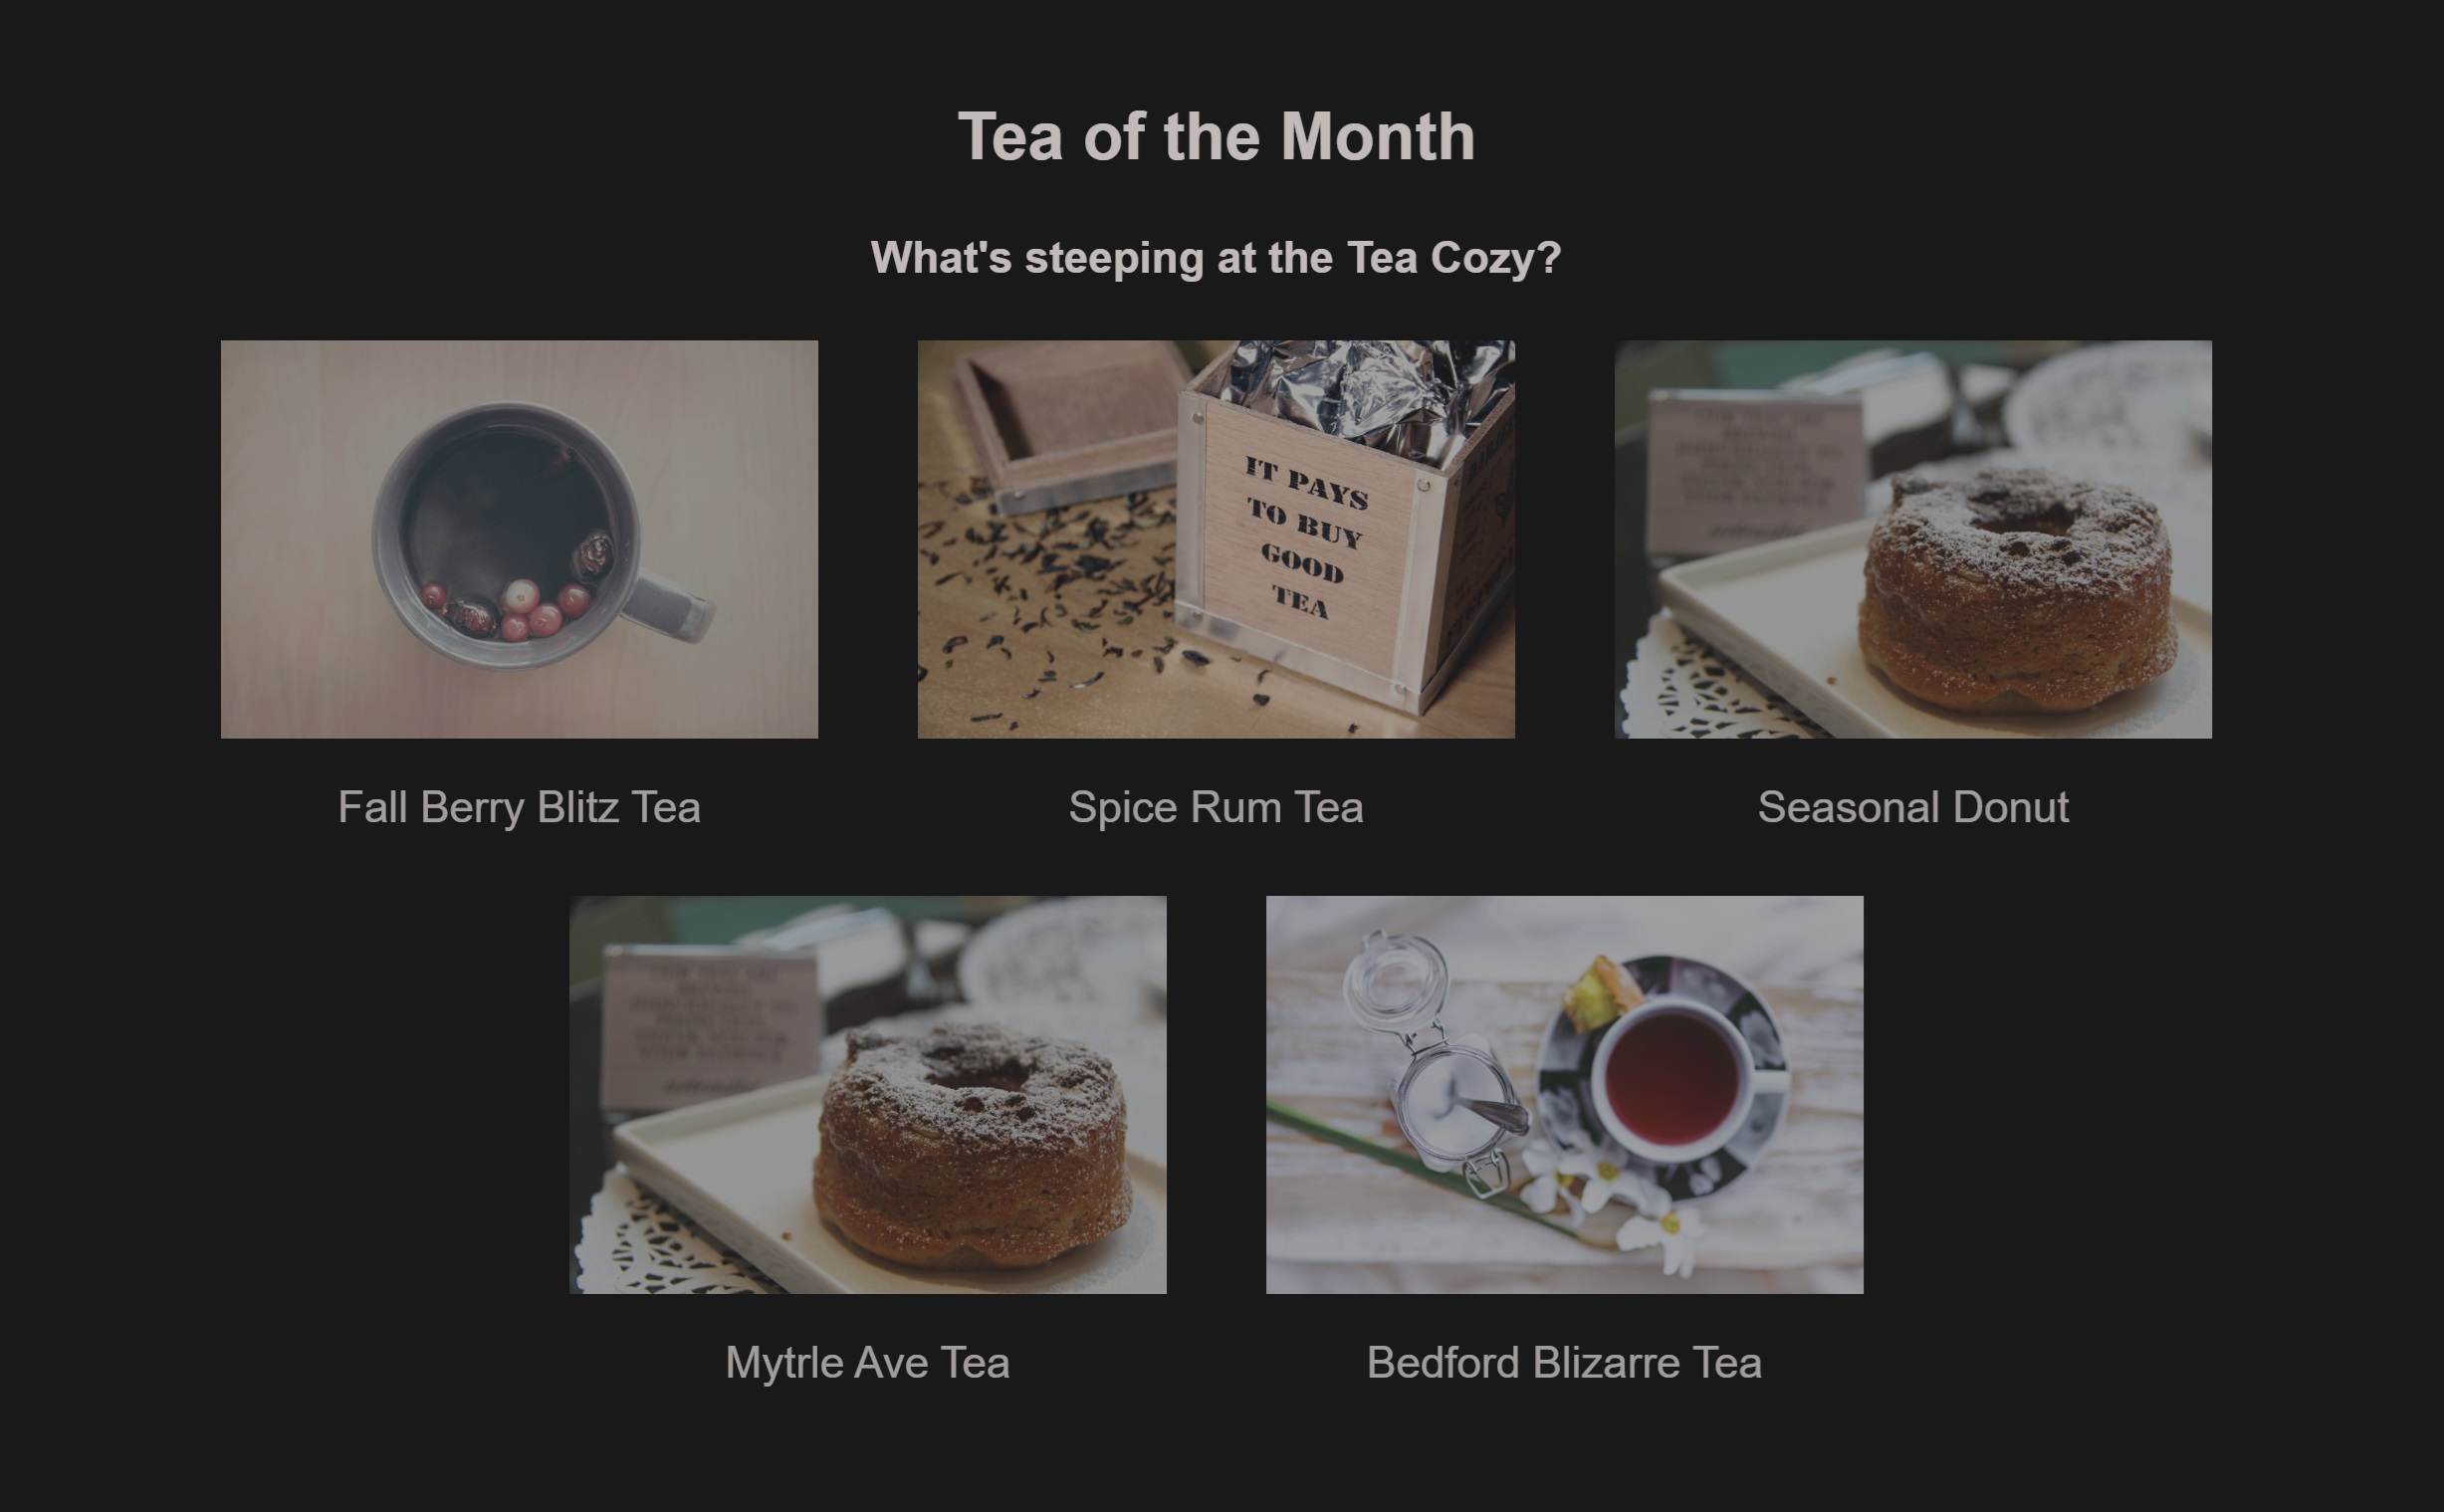 Tea of the Month
What's steeping at the Tea Cozy?
IT PAYS
TO BUY
GOOD
TEA
Fall Berry Blitz Tea
Spice Rum Tea
Seasonal Donut
Mytrle Ave Tea
Bedford Blizarre Tea